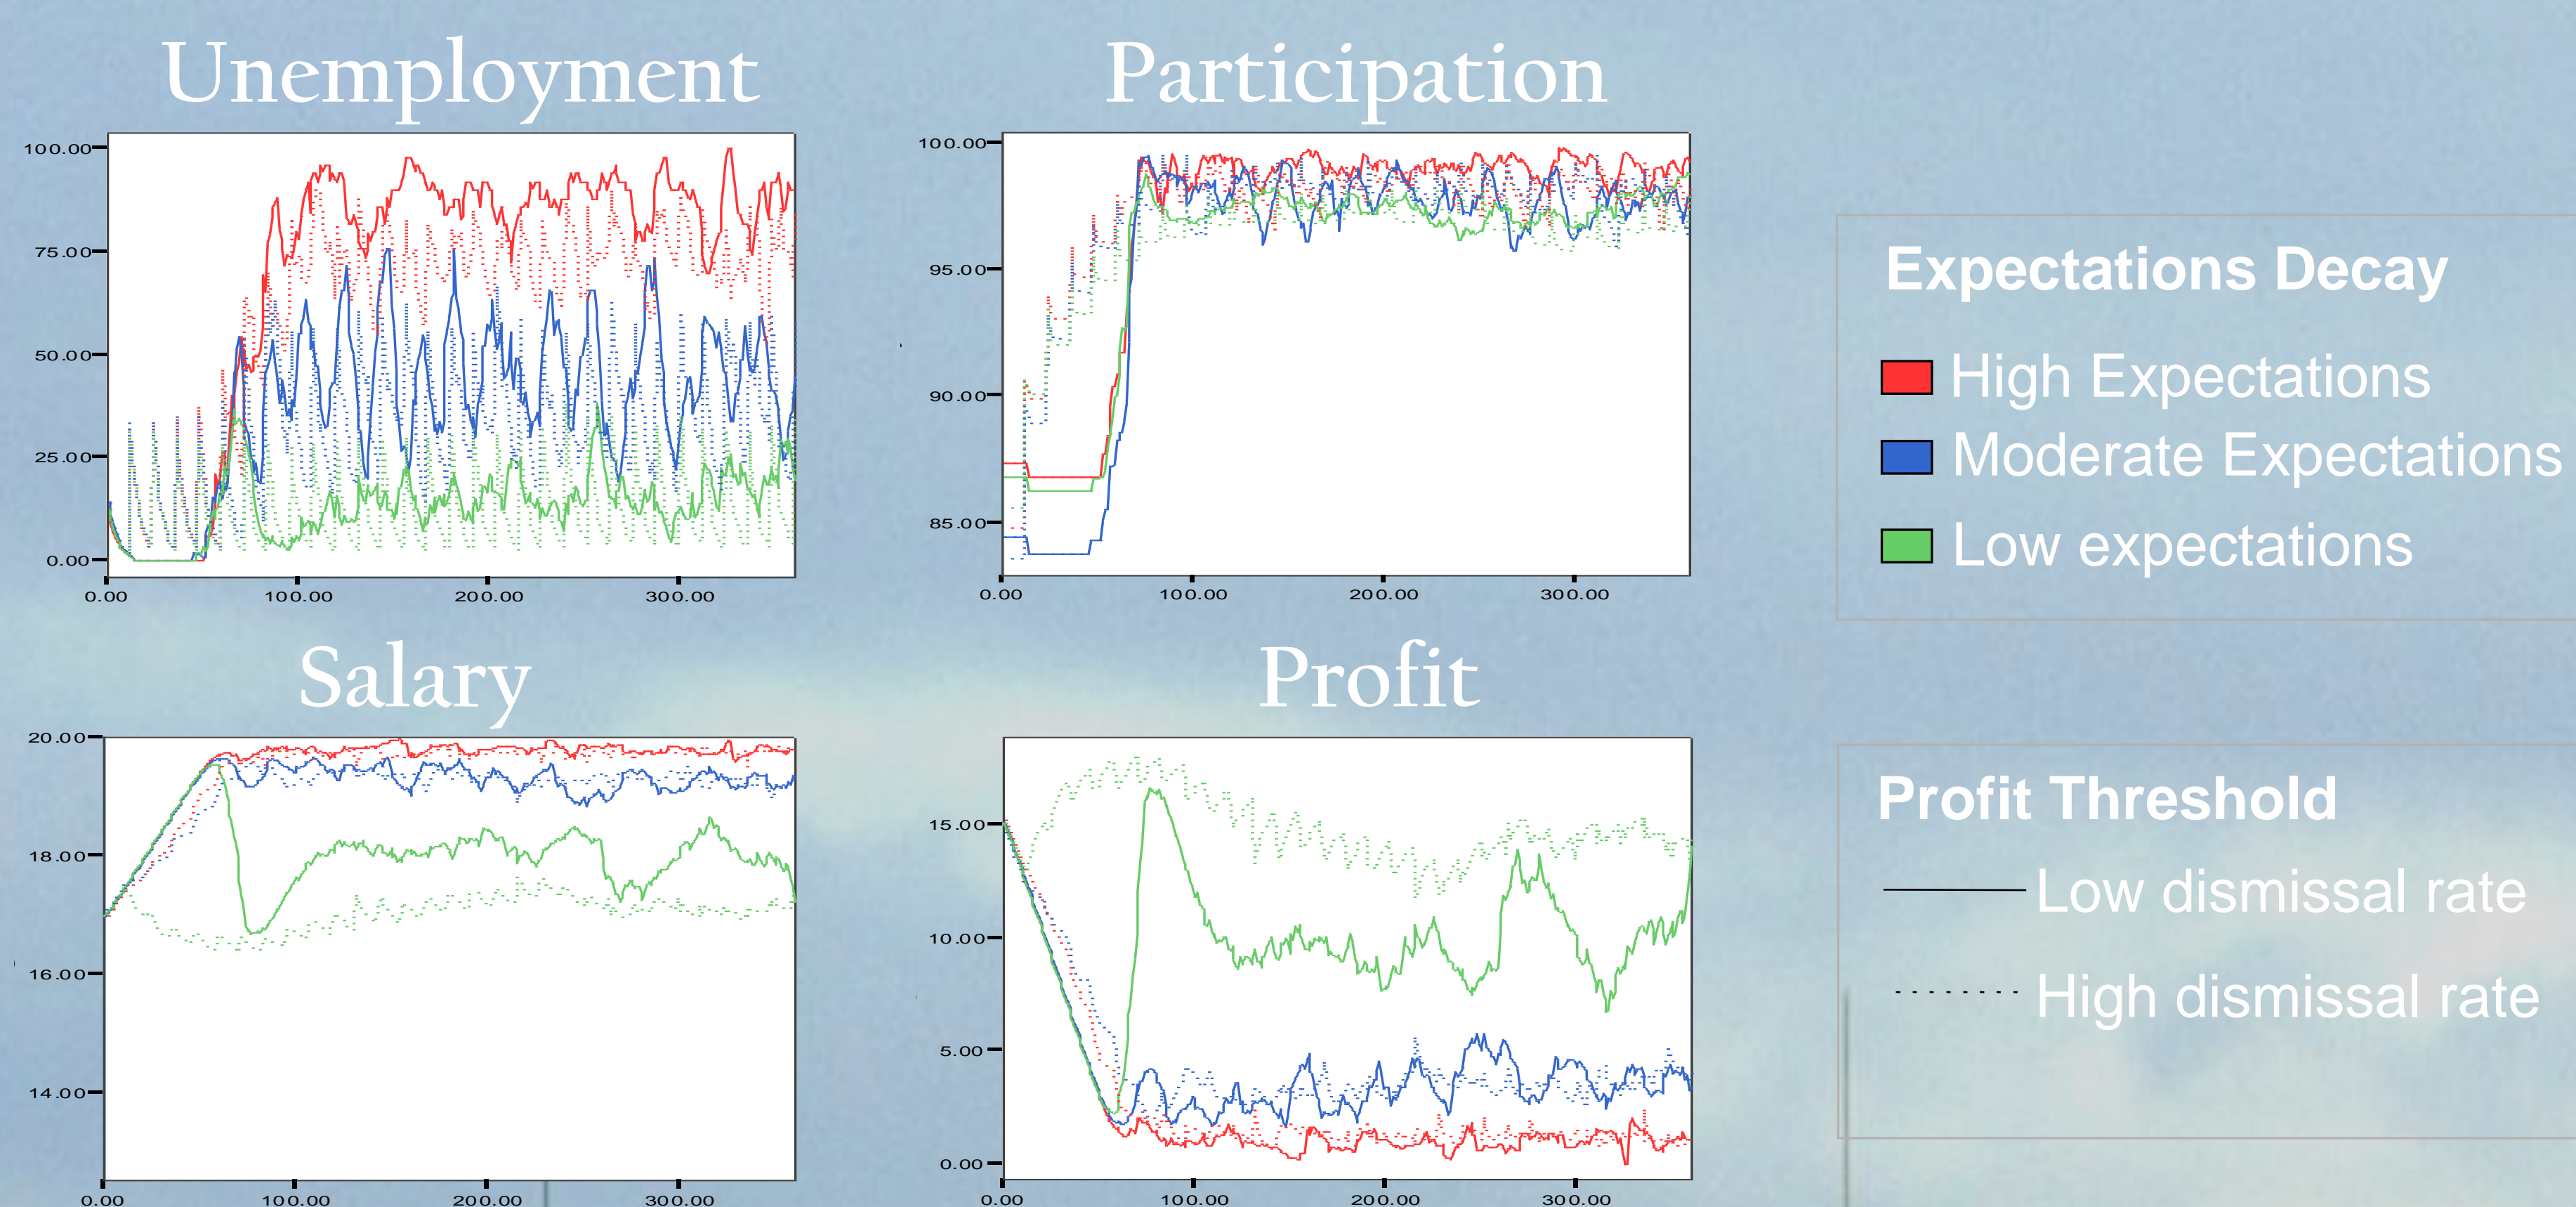 Unemployment
100.00
75.00
50.00
25.00
0.00
0.00 100.00 200.00 300.00
Participation
100.00
95.00
90.00
85.00
0.00 100.00 200.00 300.00
Expectations Decay
High Expectations
Moderate Expectations
Low expectations
Salary
20.00
18.00
16.00
14.00
0.00 100.00 200.00 300.00
Profit
15.00
10.00
5.00
0.00
0.00 100.00 200.00 300.00
Profit Threshold
Low dismissal rate
High dismissal rate